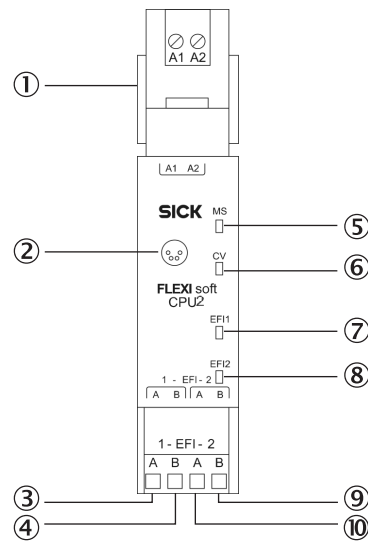 A1 A2
①
A1 A2
SICK MS
⑤
②
CV
⑥
FLEXI soft
CPU2
EFI1
⑦
EFI2
⑧
1 - EFI - 2
A B A B
1 - EFI - 2
A B A B
③
⑨
④
⑩